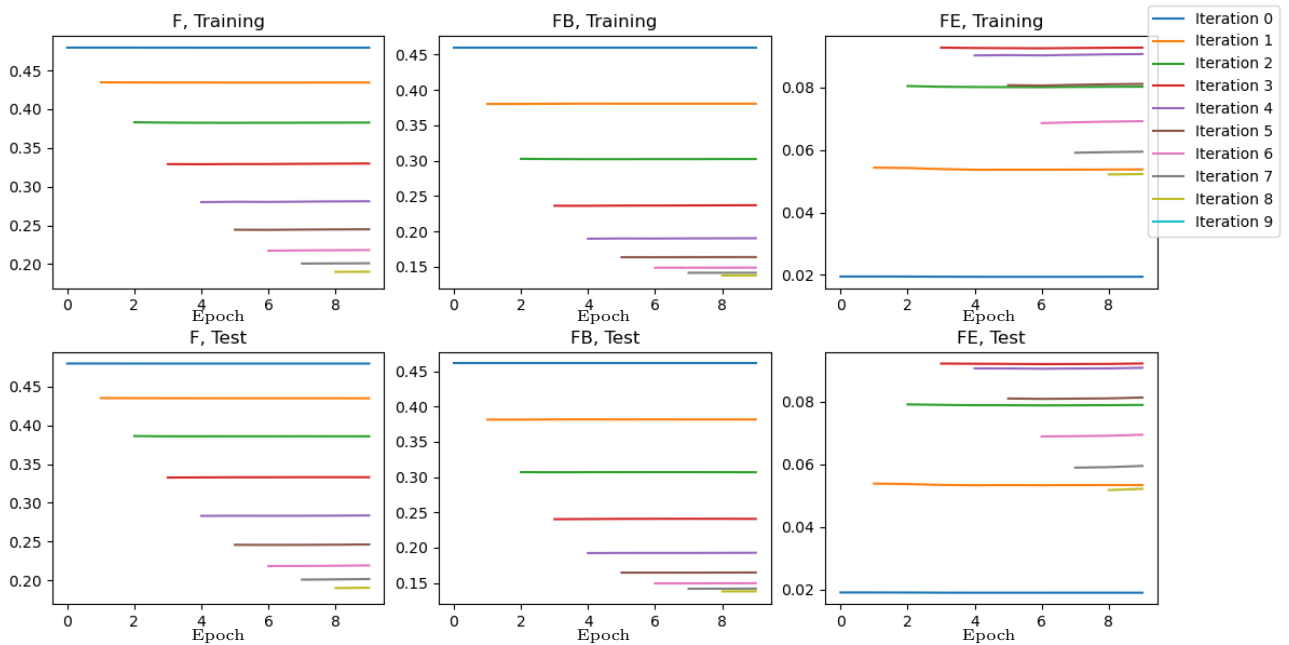 F, Training
FB, Training
FE, Training
Iteration 0
Iteration 1
Iteration 2
Iteration 3
Iteration 4
Iteration 5
Iteration 6
Iteration 7
Iteration 8
Iteration 9
0.45
0.40
0.35
0.30
0.25
0.20
0 2 4 6 8
Epoch
0.45
0.40
0.35
0.30
0.25
0.20
0.15
0 2 4 6 8
Epoch
0.08
0.06
0.04
0.02
0 2 4 6 8
Epoch
F, Test
FB, Test
FE, Test
0.45
0.40
0.35
0.30
0.25
0.20
0 2 4 6 8
Epoch
0.45
0.40
0.35
0.30
0.25
0.20
0.15
0 2 4 6 8
Epoch
0.08
0.06
0.04
0.02
0 2 4 6 8
Epoch